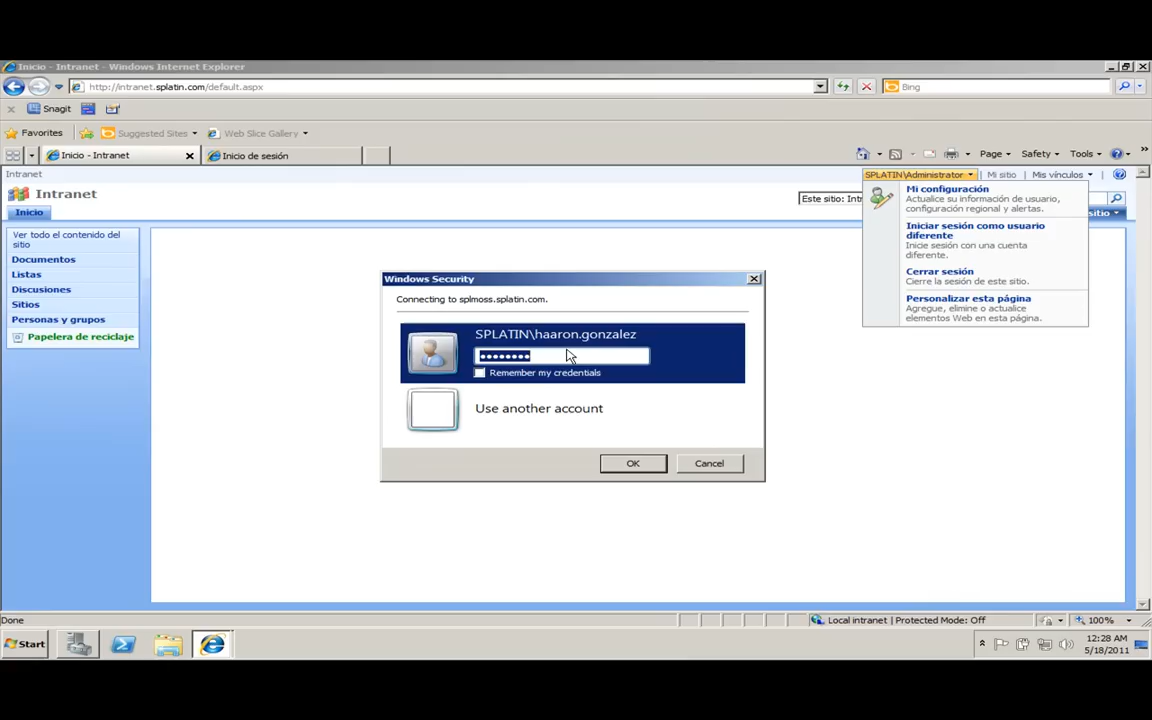 Inicio - Intranet - Windows Internet Explorer
http://intranet.splatin.com/default.aspx
Bing
Snagit
Favorites
Suggested Sites
Web Slice Gallery
Inicio - Intranet
Inicio de sesión
Page
Safety
Tools
Intranet
SPLATIN\Administrator
Mi sitio
Mis vínculos
Intranet
Este sitio: Intr
Inicio
sitio
Mi configuración
Actualice su información de usuario,
configuración regional y alertas.
Iniciar sesión como usuario
diferente
Inicie sesión con una cuenta
diferente.
Cerrar sesión
Cierre la sesión de este sitio.
Personalizar esta página
Agregue, elimino o actualice
elementos Web en esta página.
Ver todo el contenido del
sitio
Documentos
Listas
Discusiones
Sitios
Personas y grupos
Papelera de reciclaje
Windows Security
Connecting to splmoss.splatin.com.
SPLATIN\haaron.gonzalez
Remember my credentials
Use another account
OK
Cancel
Done
Local intranet | Protected Mode: Off
100%
Start
12:28 AM
5/18/2011